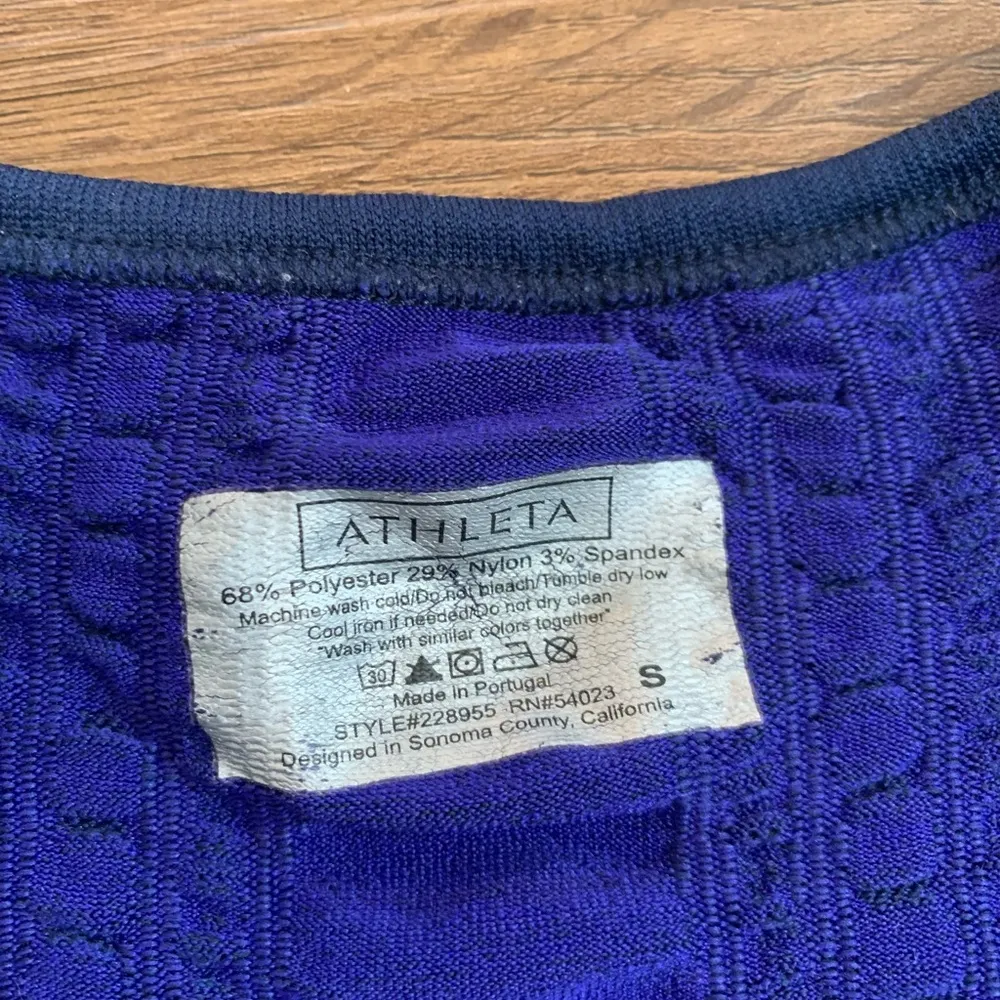 ATHLETA
68% Polyester 29% Nylon 3% Spandex
Machine wash cold/Do not bleach/Tumble dry low
Cool iron if needed/Do not dry clean
"Wash with similar colors together"
30
Made in Portugal
STYLE#228955 RN#54023 S
Designed in Sonoma County, California